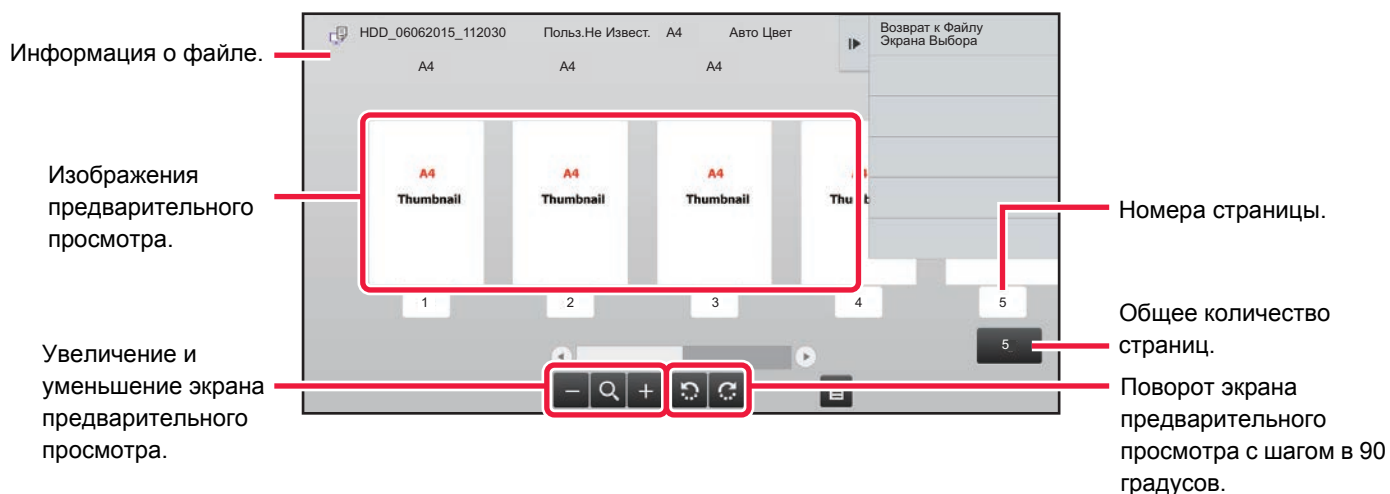 HDD_06062015_112030 Польз.Не Извест. A4 Авто Цвет
Возврат к Файлу
Экрана Выбора
A4 A4 A4
Информация о файле.
A4 A4 A4
Thumbnail Thumbnail Thumbnail
Изображения
предварительного
просмотра.
Номера страницы.
1 2 3 4 5
Общее количество
страниц.
5
Увеличение и
уменьшение экрана
предварительного
просмотра.
Поворот экрана
предварительного
просмотра с шагом в 90
градусов.